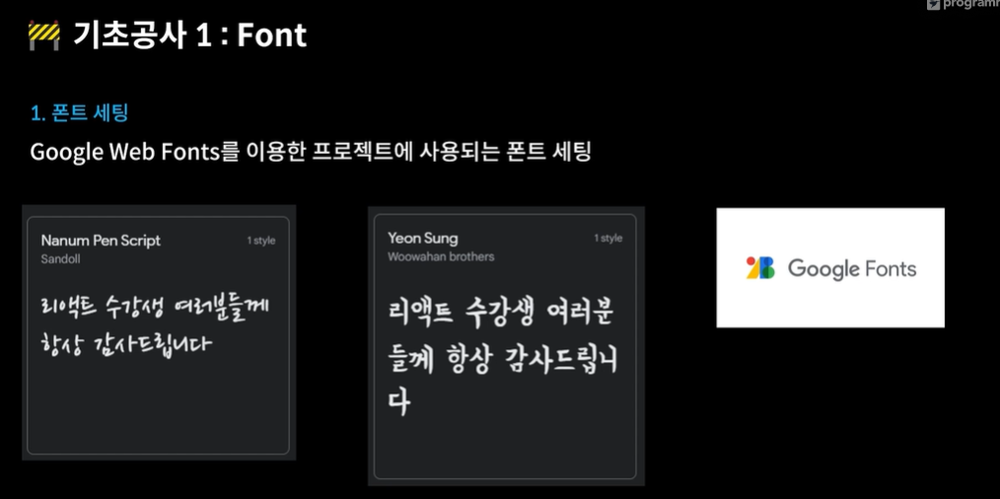 기초공사 1 : Font
1. 폰트 세팅
Google Web Fonts를 이용한 프로젝트에 사용되는 폰트 세팅
Nanum Pen Script
1 style
Sandoll
리액트 수강생 여러분들께
항상 감사드립니다
Yeon Sung
1 style
Woowahan brothers
리액트 수강생 여러분
들께 항상 감사드립니
다
Google Fonts